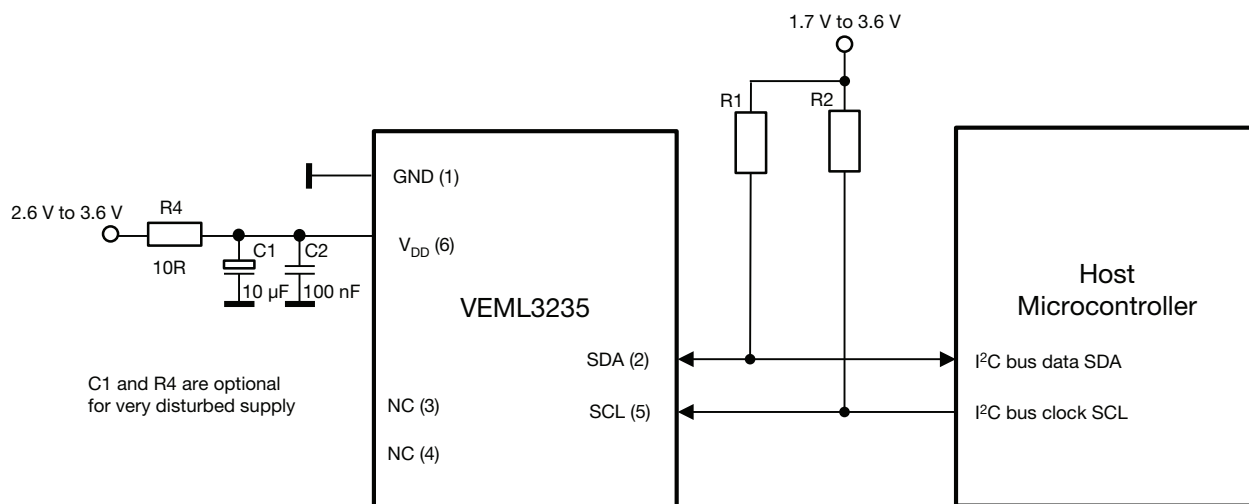 1.7 V to 3.6 V
R1
R2
GND (1)
2.6 V to 3.6 V
R4
C1
C2
V_DD (6)
10R
10 µF
100 nF
VEML3235
Host
Microcontroller
SDA (2)
I²C bus data SDA
C1 and R4 are optional
for very disturbed supply
NC (3)
SCL (5)
I²C bus clock SCL
NC (4)